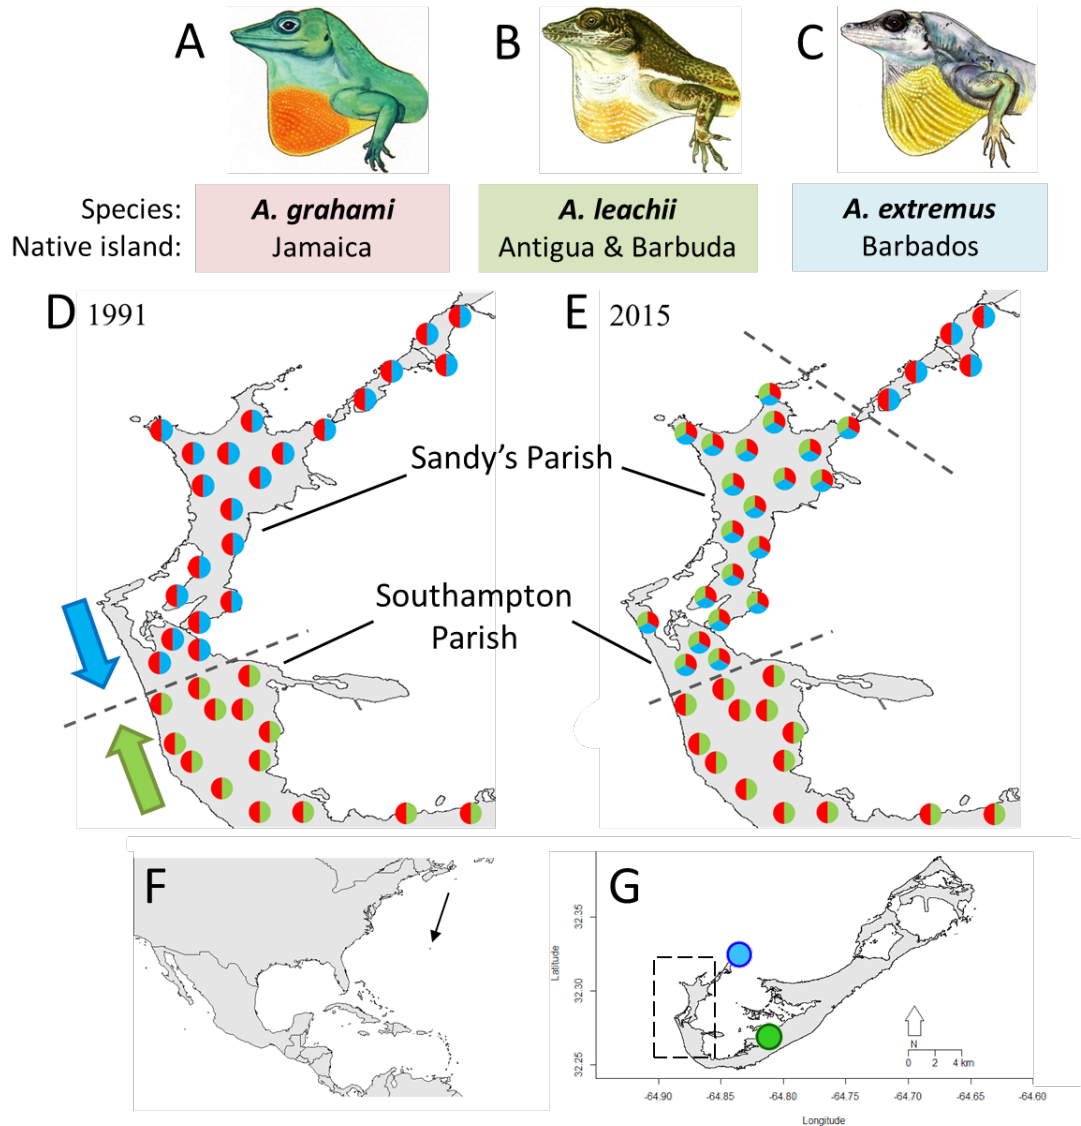 A
B
C
Species:
A. grahami
A. leachii
A. extremus
Native island:
Jamaica
Antigua & Barbuda
Barbados
D 1991
E 2015
Sandy's Parish
Southampton
Parish
F
G
Latitude
32.35
32.30
32.25
N
0 2 4 km
-64.90 -64.85 -64.80 -64.75 -64.70 -64.65 -64.60
Longitude